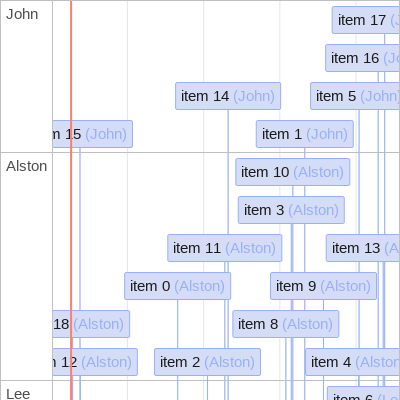 John
item 17 (J
item 16 (Jo
item 14 (John)
item 5 (John)
m 15 (John)
item 1 (John)
Alston
item 10 (Alston)
item 3 (Alston)
item 11 (Alston)
item 13 (A
item 0 (Alston)
item 9 (Alston)
18 (Alston)
item 8 (Alston)
12 (Alston)
item 2 (Alston)
item 4 (Alston
Lee
item 6 (Le